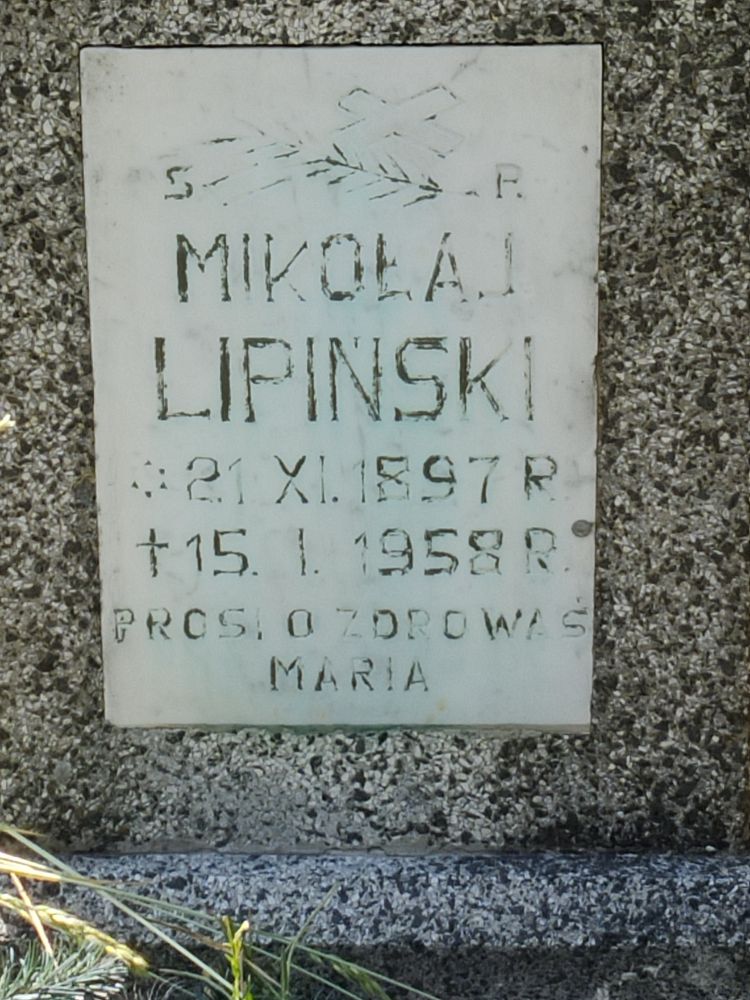 S P.
MIKOŁAJ
LIPIŃSKI
* 21 XI. 1897 R.
† 15. I. 1958 R.
PROSI O ZDROWAŚ
MARIA